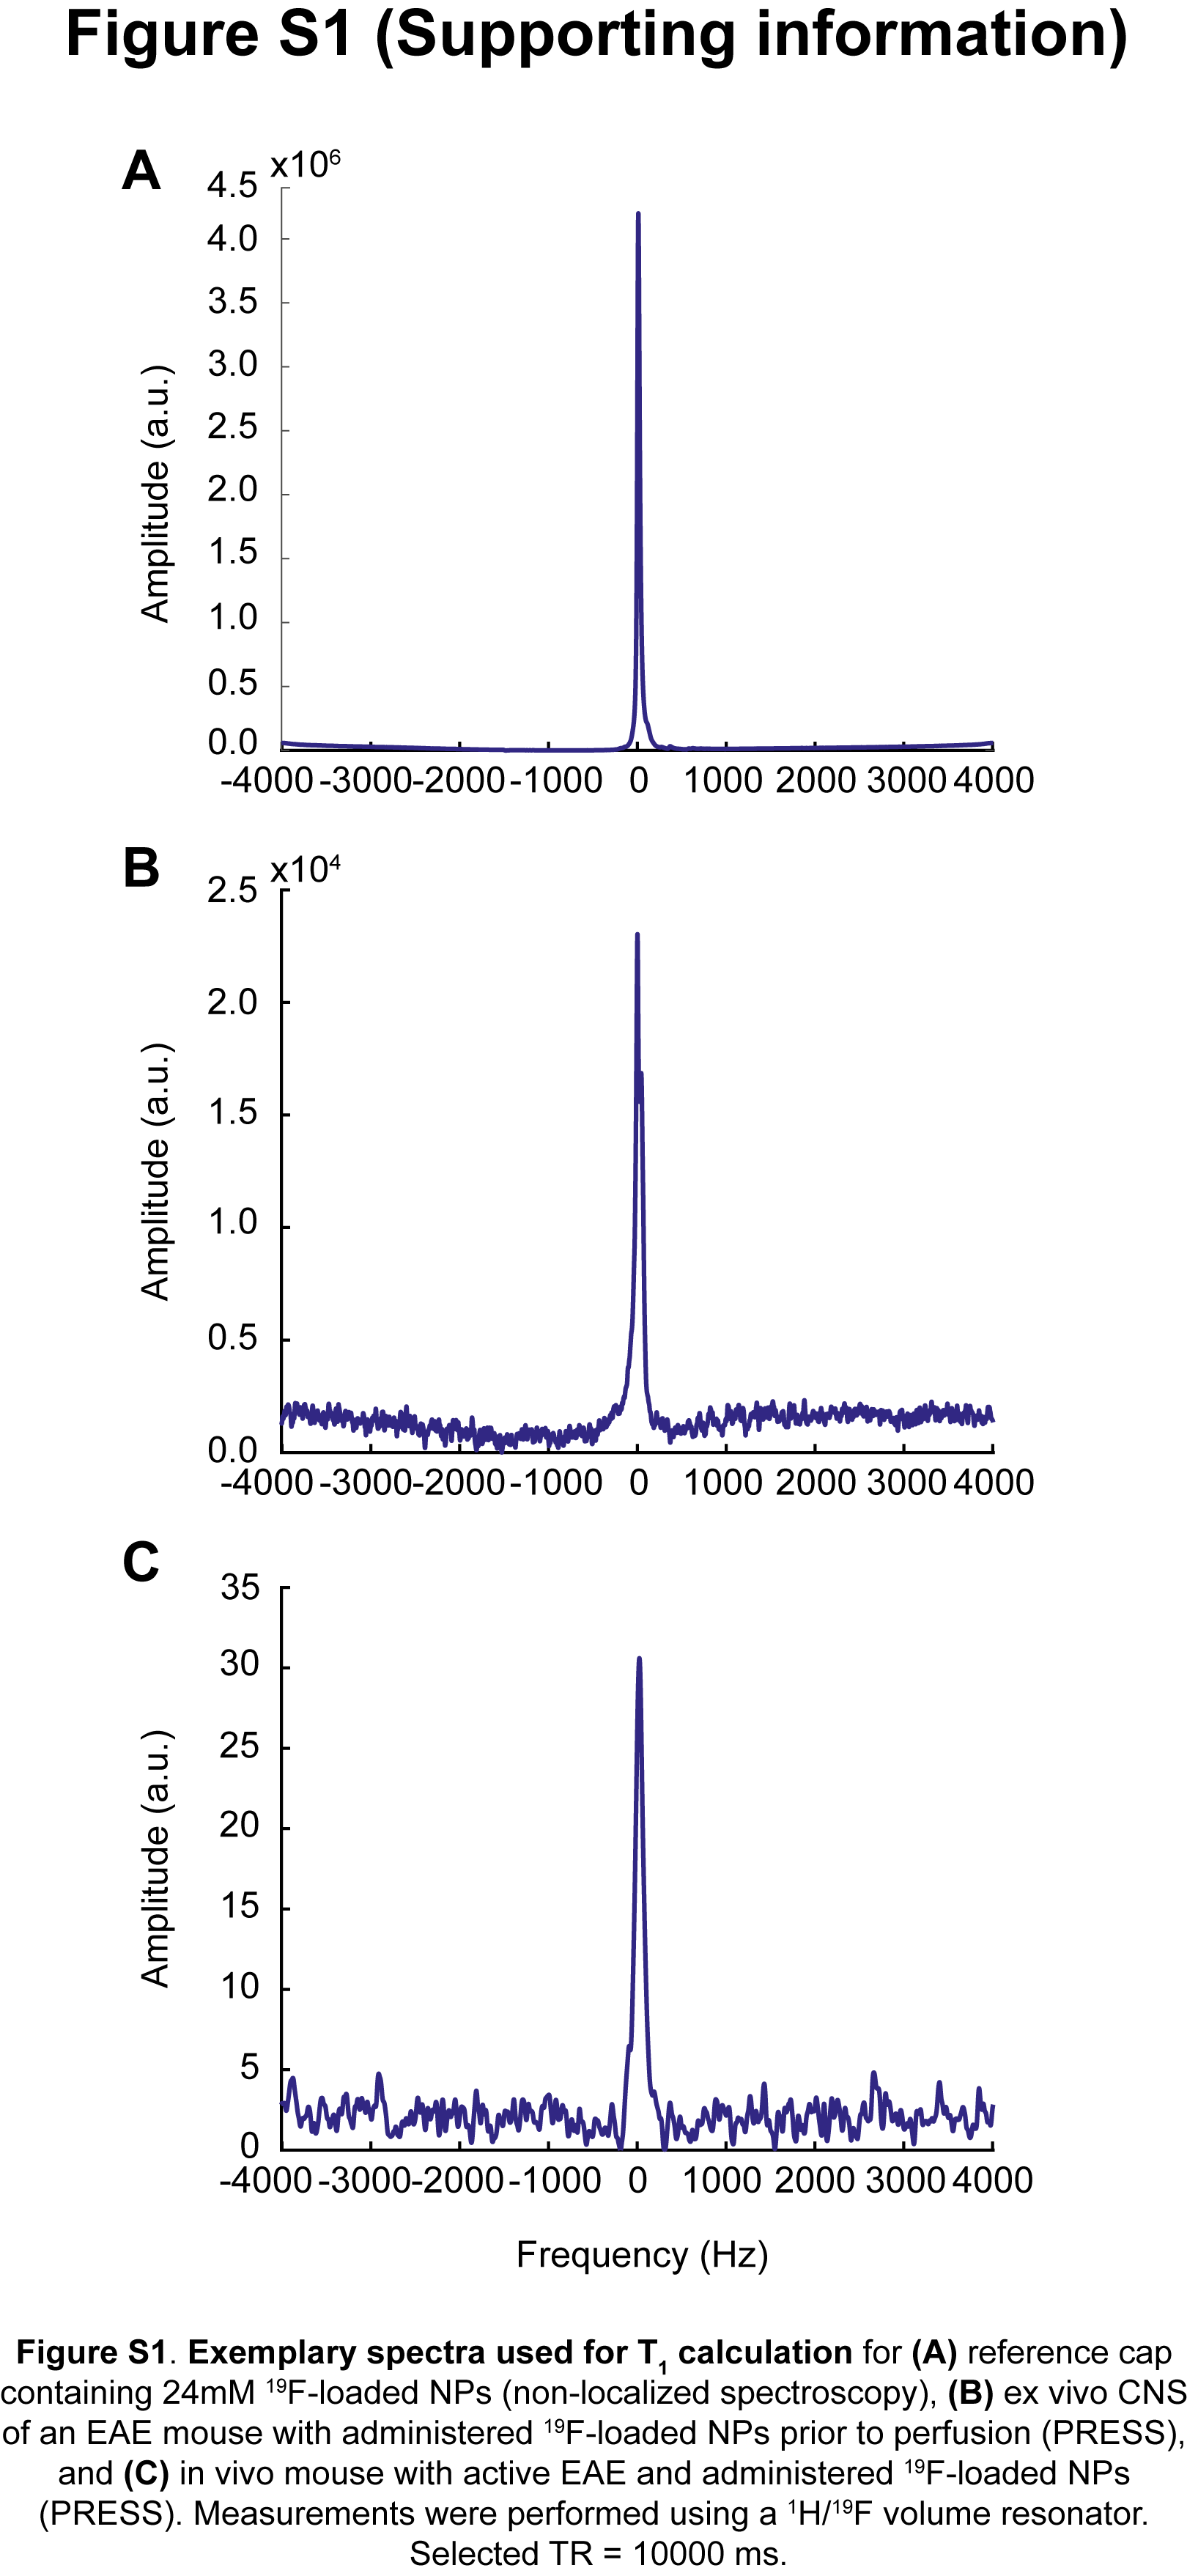 Figure S1 (Supporting information)
A
x10⁶
4.5
4.0
3.5
3.0
2.5
2.0
1.5
1.0
0.5
0.0
Amplitude (a.u.)
-4000 -3000 -2000 -1000 0 1000 2000 3000 4000
B
x10⁴
2.5
2.0
1.5
1.0
0.5
0.0
Amplitude (a.u.)
-4000 -3000 -2000 -1000 0 1000 2000 3000 4000
C
35
30
25
20
15
10
5
0
Amplitude (a.u.)
-4000 -3000 -2000 -1000 0 1000 2000 3000 4000
Frequency (Hz)
Figure S1. Exemplary spectra used for T₁ calculation for (A) reference cap
containing 24mM ¹⁹F-loaded NPs (non-localized spectroscopy), (B) ex vivo CNS
of an EAE mouse with administered ¹⁹F-loaded NPs prior to perfusion (PRESS),
and (C) in vivo mouse with active EAE and administered ¹⁹F-loaded NPs
(PRESS). Measurements were performed using a ¹H/¹⁹F volume resonator.
Selected TR = 10000 ms.